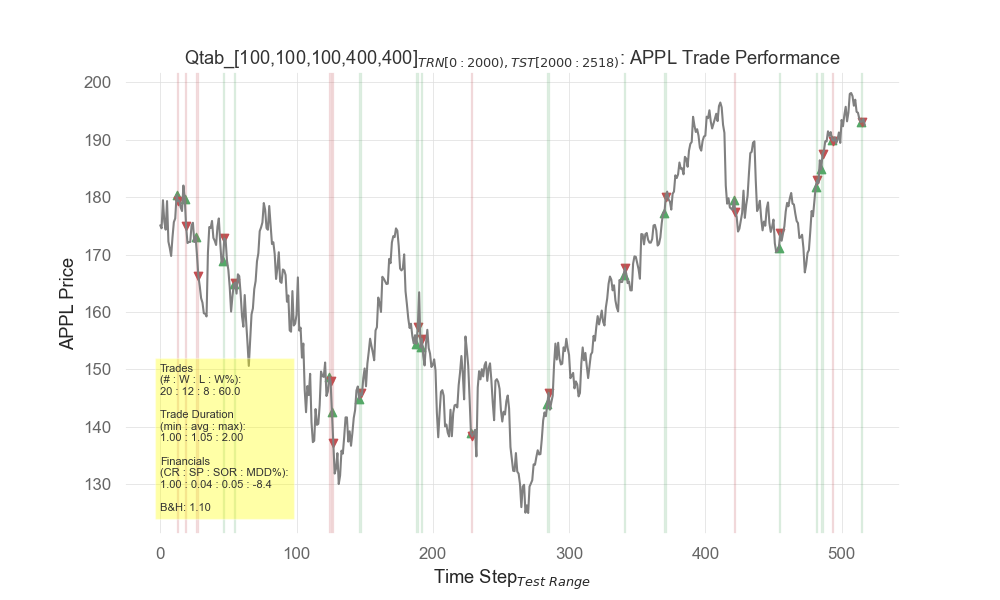 Qtab_[100,100,100,400,400]TRN[0 : 2000), TST[2000 : 2518): APPL Trade Performance
200
190
180
170
160
150
140
130
APPL Price
Trades
(# : W : L : W%):
20 : 12 : 8 : 60.0
Trade Duration
(min : avg : max):
1.00 : 1.05 : 2.00
Financials
(CR : SP : SOR : MDD%):
1.00 : 0.04 : 0.05 : -8.4
B&H: 1.10
0 100 200 300 400 500
Time StepTest Range